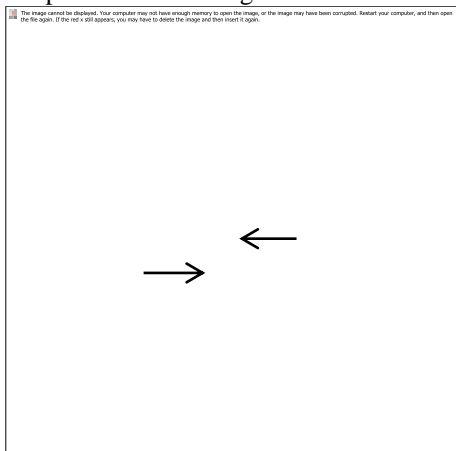 The image cannot be displayed. Your computer may not have enough memory to open the image, or the image may have been corrupted. Restart your computer, and then open
the file again. If the red x still appears, you may have to delete the image and then insert it again.